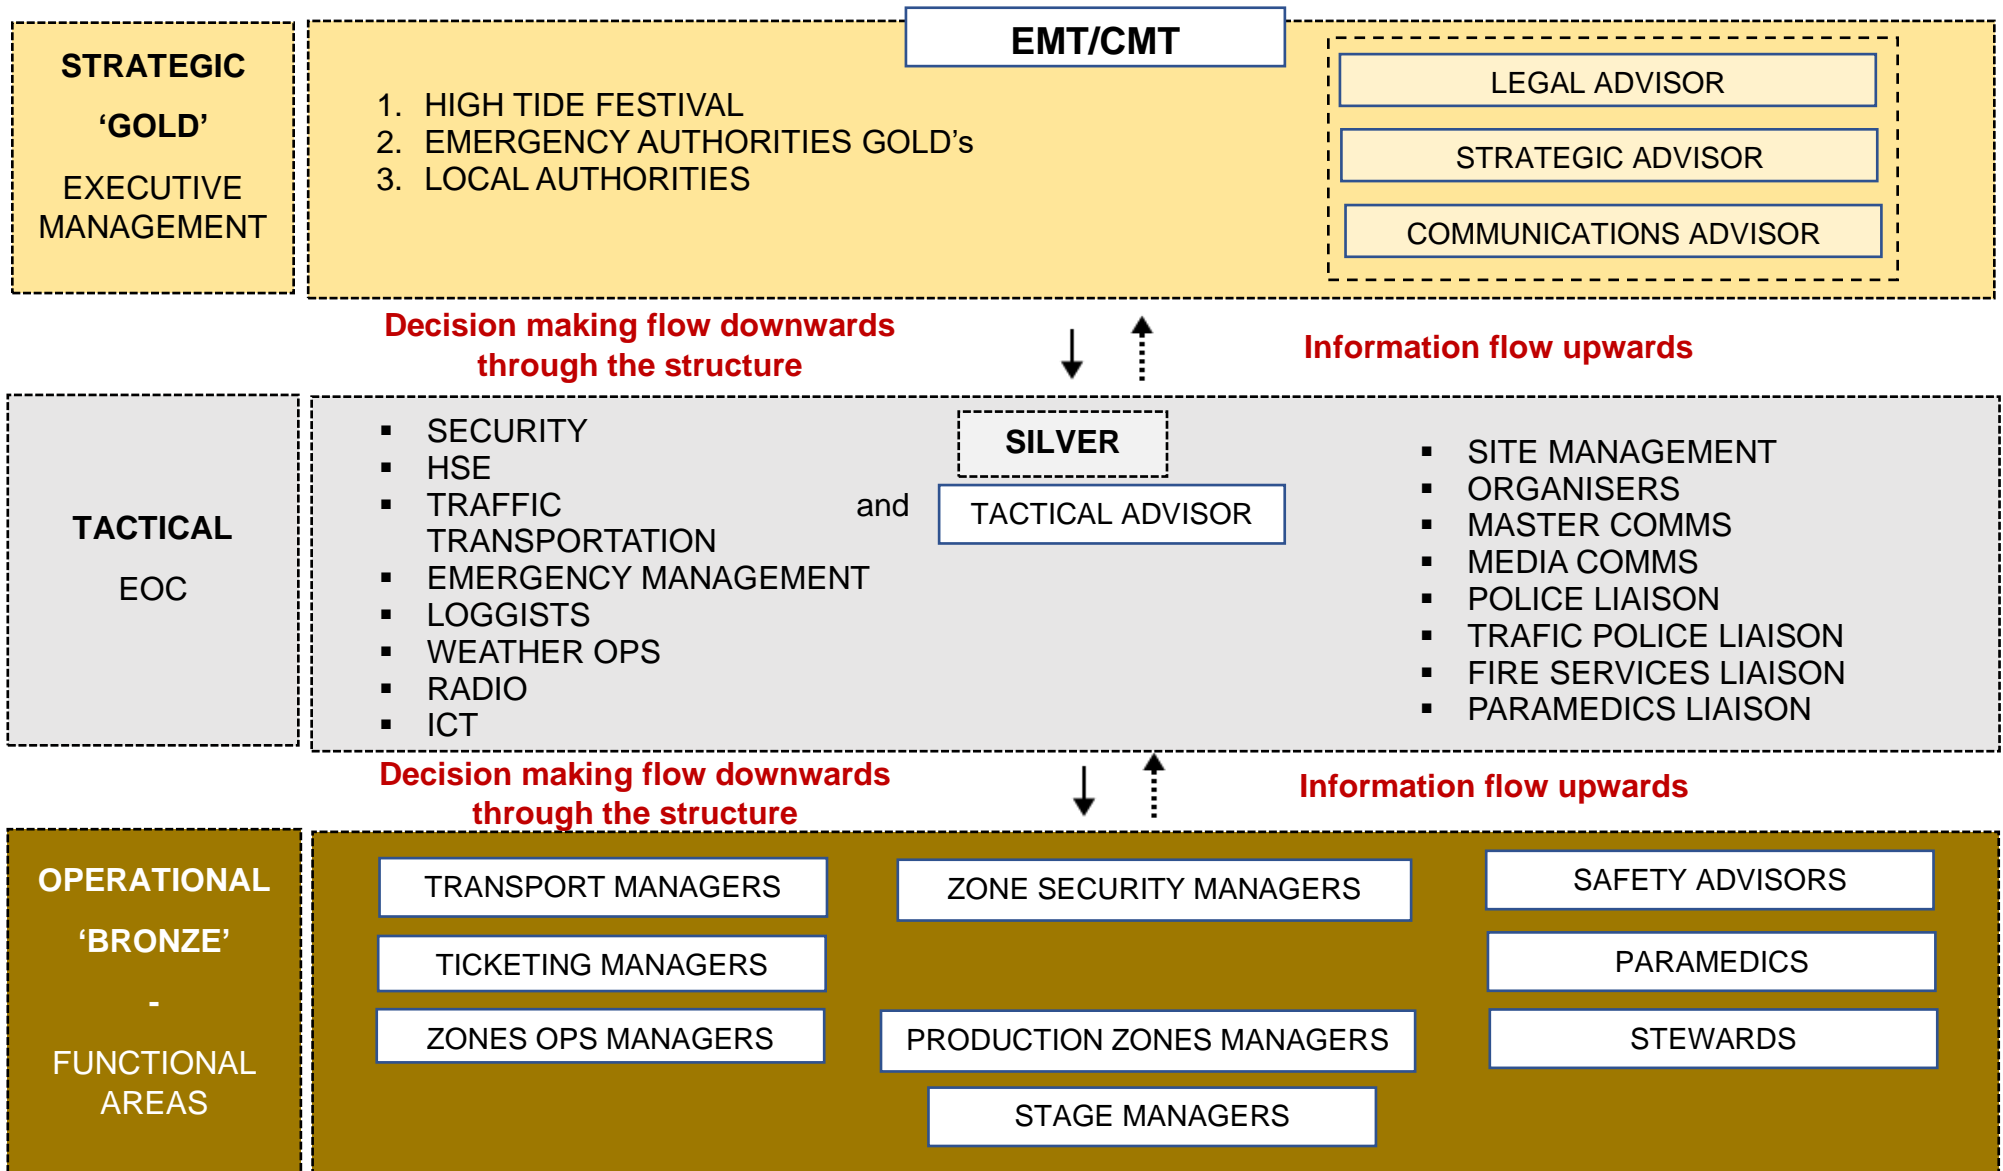 STRATEGIC
‘GOLD’
EXECUTIVE
MANAGEMENT
EMT/CMT
1. HIGH TIDE FESTIVAL
2. EMERGENCY AUTHORITIES GOLD’s
3. LOCAL AUTHORITIES
LEGAL ADVISOR
STRATEGIC ADVISOR
COMMUNICATIONS ADVISOR
Decision making flow downwards
through the structure
Information flow upwards
TACTICAL
EOC
▪ SECURITY
▪ HSE
▪ TRAFFIC and
TRANSPORTATION
▪ EMERGENCY MANAGEMENT
▪ LOGGISTS
▪ WEATHER OPS
▪ RADIO
▪ ICT
SILVER
TACTICAL ADVISOR
▪ SITE MANAGEMENT
▪ ORGANISERS
▪ MASTER COMMS
▪ MEDIA COMMS
▪ POLICE LIAISON
▪ TRAFIC POLICE LIAISON
▪ FIRE SERVICES LIAISON
▪ PARAMEDICS LIAISON
Decision making flow downwards
through the structure
Information flow upwards
OPERATIONAL
‘BRONZE’
-
FUNCTIONAL
AREAS
TRANSPORT MANAGERS
ZONE SECURITY MANAGERS
SAFETY ADVISORS
TICKETING MANAGERS
PARAMEDICS
ZONES OPS MANAGERS
PRODUCTION ZONES MANAGERS
STEWARDS
STAGE MANAGERS